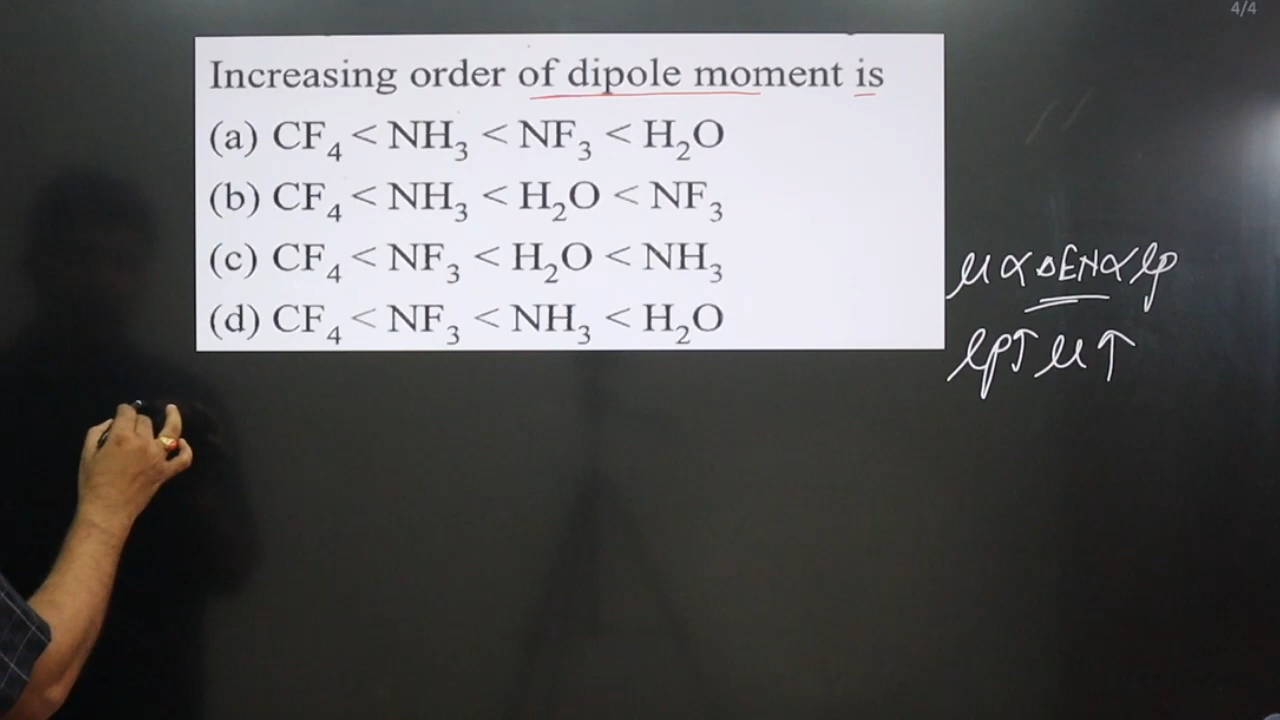 4/4
Increasing order of dipole moment is
(a) CF₄ < NH₃ < NF₃ < H₂O
(b) CF₄ < NH₃ < H₂O < NF₃
(c) CF₄ < NF₃ < H₂O < NH₃
(d) CF₄ < NF₃ < NH₃ < H₂O
μ ∝ ΔEN ∝ lp
lp↑ μ↑